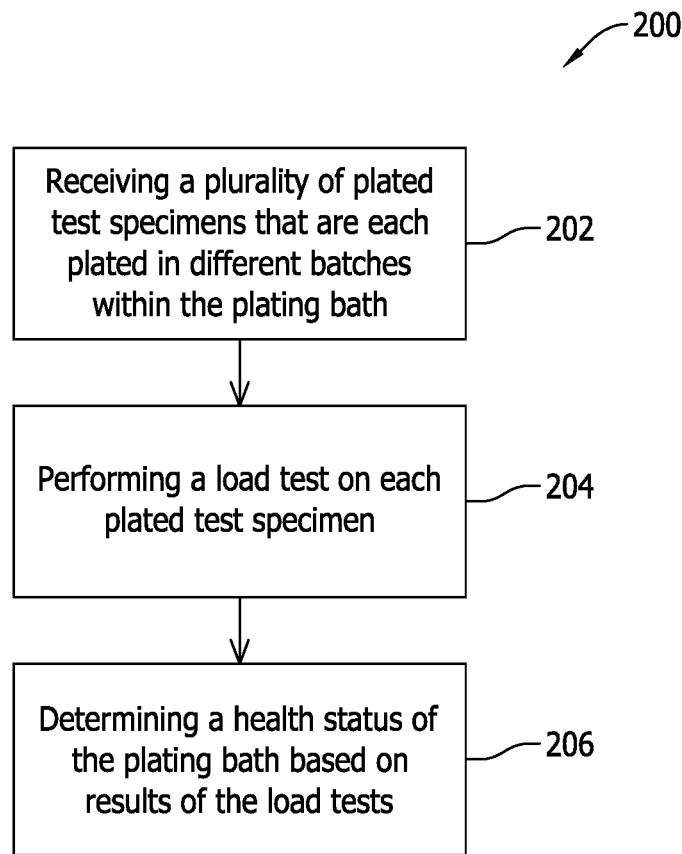 200
Receiving a plurality of plated
test specimens that are each
plated in different batches
within the plating bath
202
Performing a load test on each
plated test specimen
204
Determining a health status of
the plating bath based on
results of the load tests
206